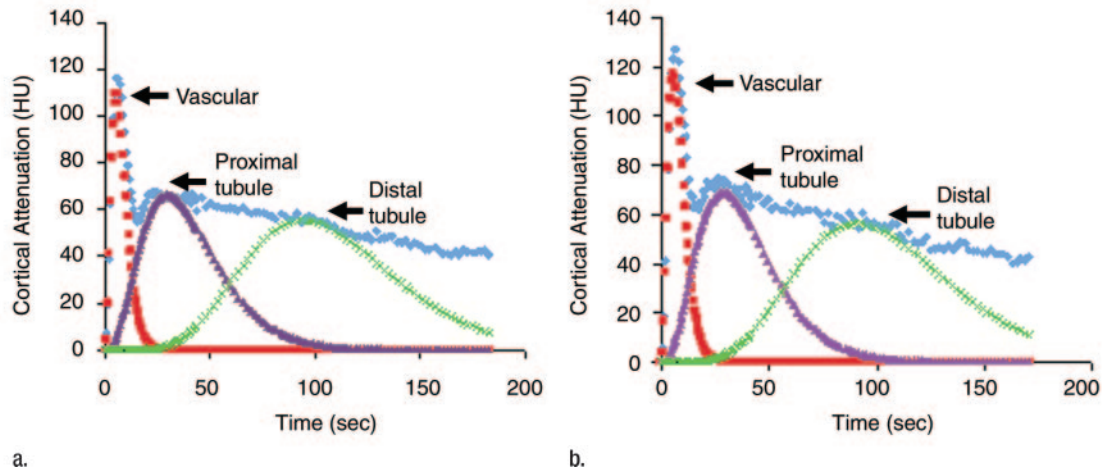 140
120
100
80
60
40
20
0
Cortical Attenuation (HU)
Vascular
Proximal
tubule
Distal
tubule
0 50 100 150 200
Time (sec)
a.
140
120
100
80
60
40
20
0
Cortical Attenuation (HU)
Vascular
Proximal
tubule
Distal
tubule
0 50 100 150 200
Time (sec)
b.